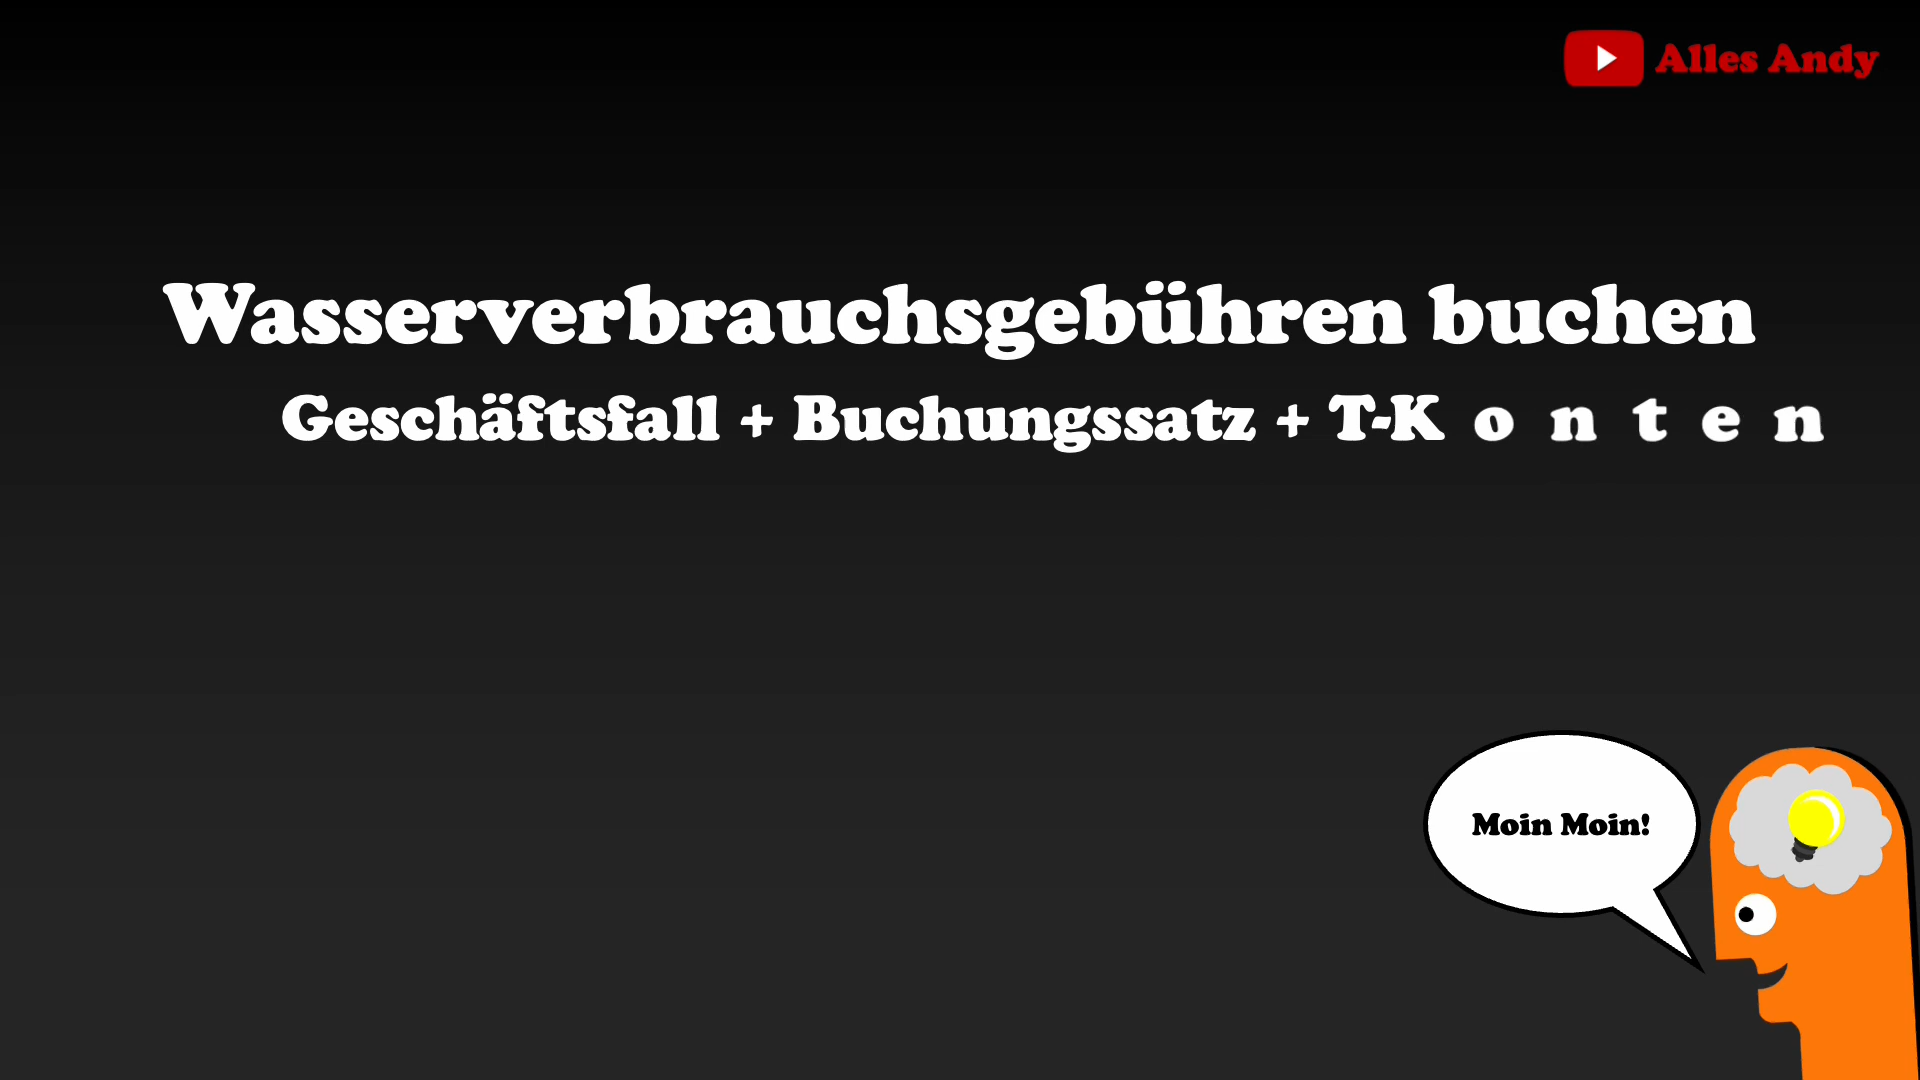 Alles Andy
Wasserverbrauchsgebühren buchen
Geschäftsfall + Buchungssatz + T-Konten
Moin Moin!